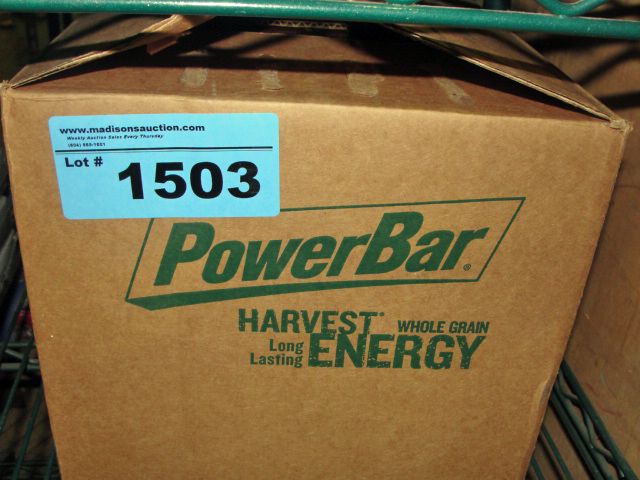 www.madisonsauction.com
Weekly Auction Sales Every Thursday
Lot # 1503
PowerBar®
HARVEST® WHOLE GRAIN
Long Lasting ENERGY